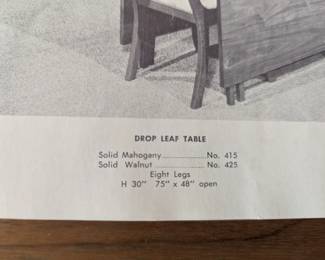 DROP LEAF TABLE
Solid Mahogany..................No. 415
Solid Walnut..................No. 425
Eight Legs
H 30" 75" x 48" open